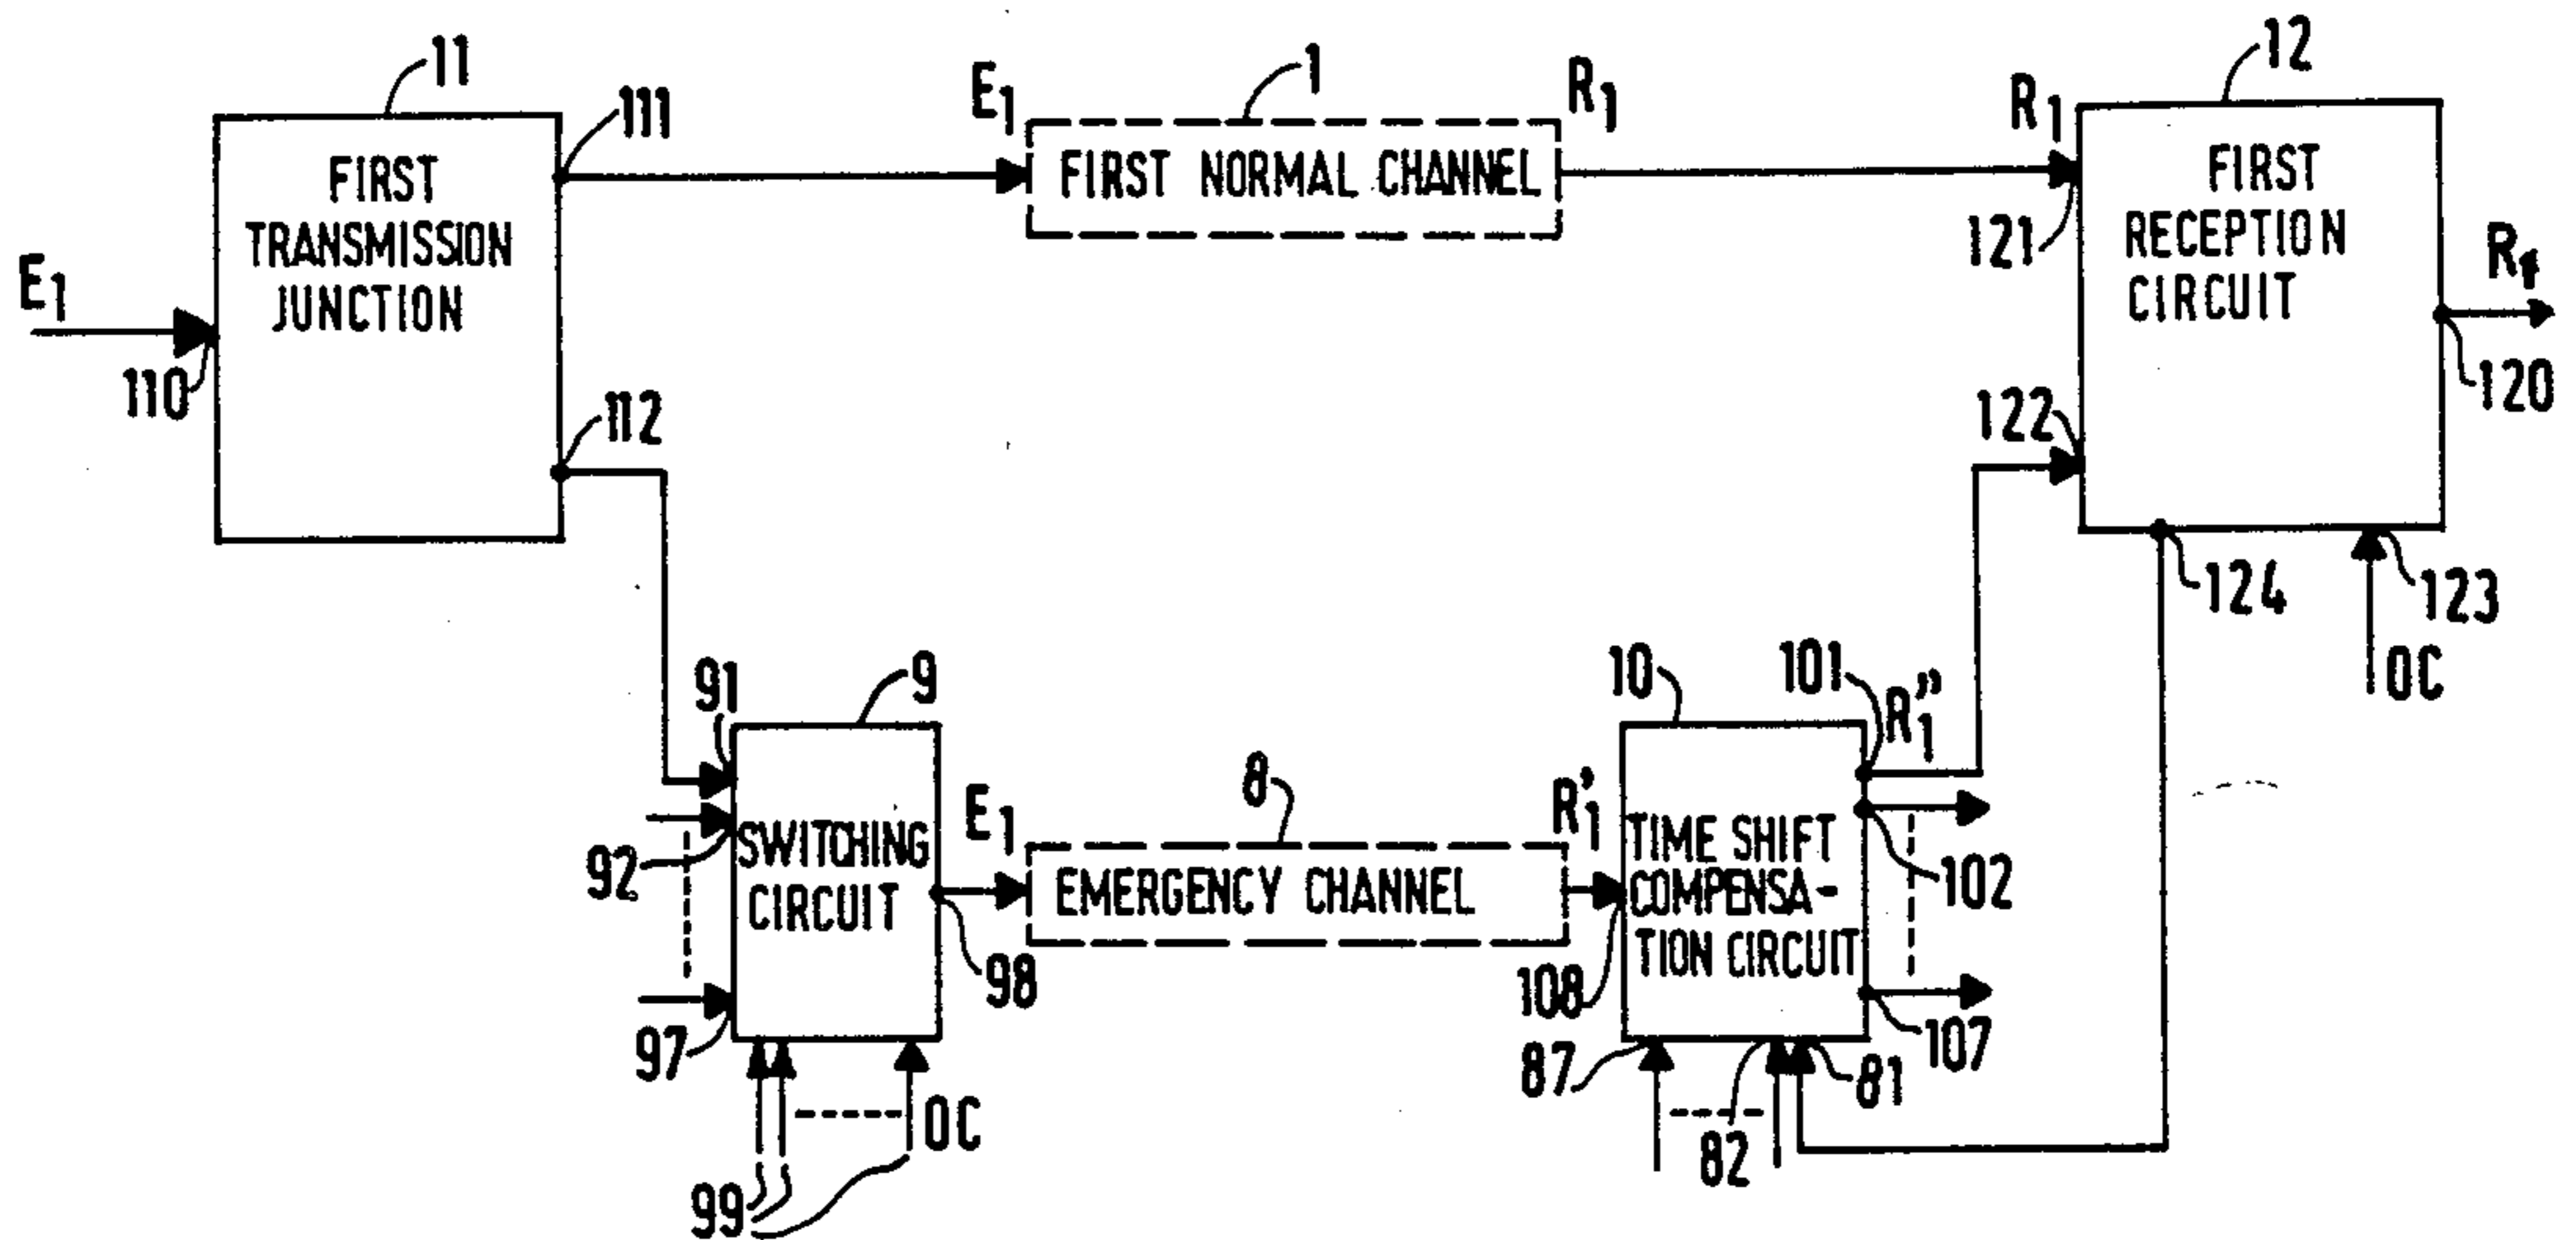 11
111
E1
1
R1
R1
12
FIRST
TRANSMISSION
JUNCTION
FIRST NORMAL CHANNEL
FIRST
RECEPTION
CIRCUIT
121
E1
R1
110
120
112
122
124
123
OC
91
9
10
101
R1"
8
E1
R'1
92
SWITCHING
CIRCUIT
EMERGENCY CHANNEL
TIME SHIFT
COMPENSA-
TION CIRCUIT
102
98
108
97
87
107
81
OC
82
99